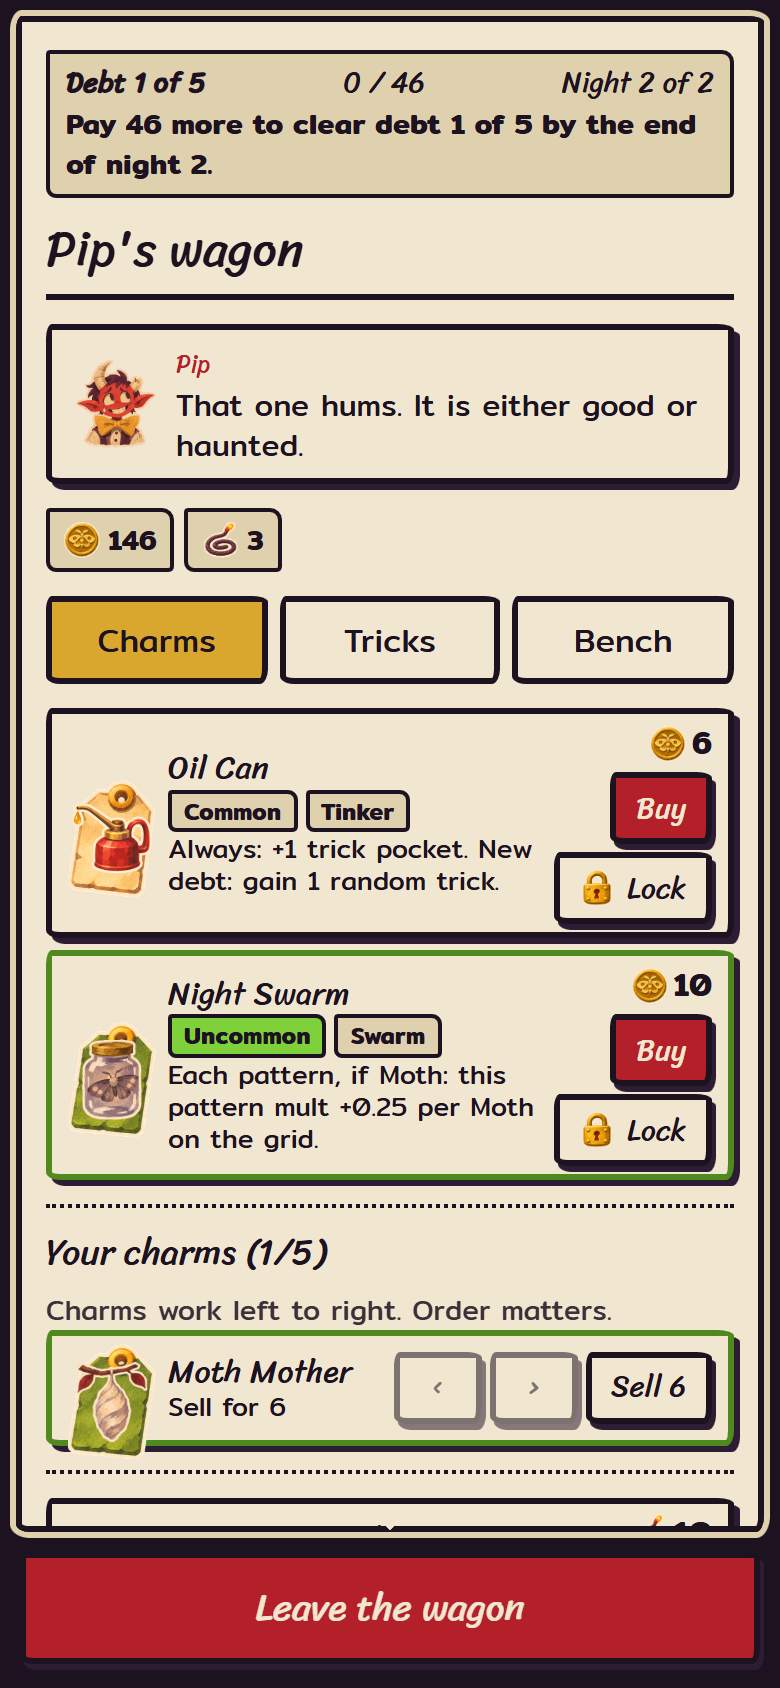 Debt 1 of 5 0 / 46 Night 2 of 2
Pay 46 more to clear debt 1 of 5 by the end
of night 2.
Pip's wagon
Pip
That one hums. It is either good or
haunted.
146 3
Charms Tricks Bench
6
Oil Can
Common Tinker
Buy
Always: +1 trick pocket. New
debt: gain 1 random trick.
Lock
10
Night Swarm
Uncommon Swarm
Buy
Each pattern, if Moth: this
pattern mult +0.25 per Moth
on the grid.
Lock
Your charms (1/5)
Charms work left to right. Order matters.
Moth Mother
Sell for 6
‹ › Sell 6
Leave the wagon